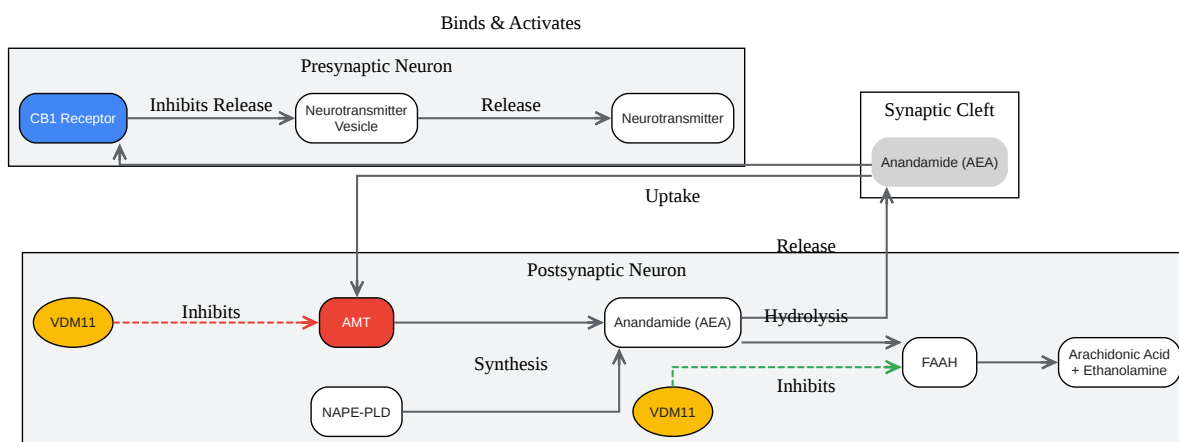 Binds & Activates
Presynaptic Neuron
CB1 Receptor
Inhibits Release
Neurotransmitter
Vesicle
Release
Neurotransmitter
Synaptic Cleft
Anandamide (AEA)
Uptake
Release
Postsynaptic Neuron
VDM11
Inhibits
AMT
Anandamide (AEA)
Hydrolysis
Synthesis
FAAH
Arachidonic Acid
+ Ethanolamine
Inhibits
NAPE-PLD
VDM11